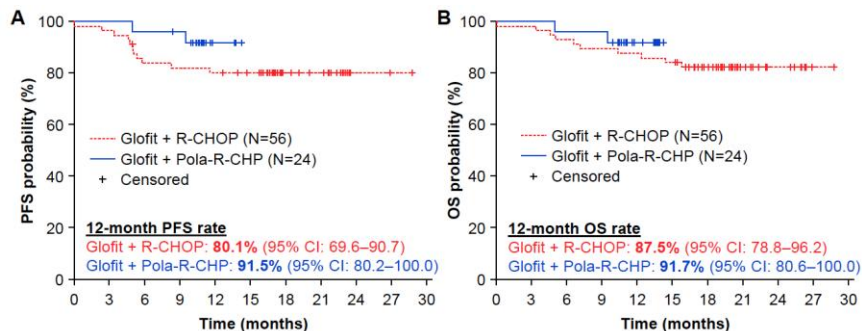 A
PFS probability (%)
100
80
60
40
20
0
Glofit + R-CHOP (N=56)
Glofit + Pola-R-CHP (N=24)
+ Censored
12-month PFS rate
Glofit + R-CHOP: 80.1% (95% CI: 69.6–90.7)
Glofit + Pola-R-CHP: 91.5% (95% CI: 80.2–100.0)
0 3 6 9 12 15 18 21 24 27 30
Time (months)
B
OS probability (%)
100
80
60
40
20
0
Glofit + R-CHOP (N=56)
Glofit + Pola-R-CHP (N=24)
+ Censored
12-month OS rate
Glofit + R-CHOP: 87.5% (95% CI: 78.8–96.2)
Glofit + Pola-R-CHP: 91.7% (95% CI: 80.6–100.0)
0 3 6 9 12 15 18 21 24 27 30
Time (months)